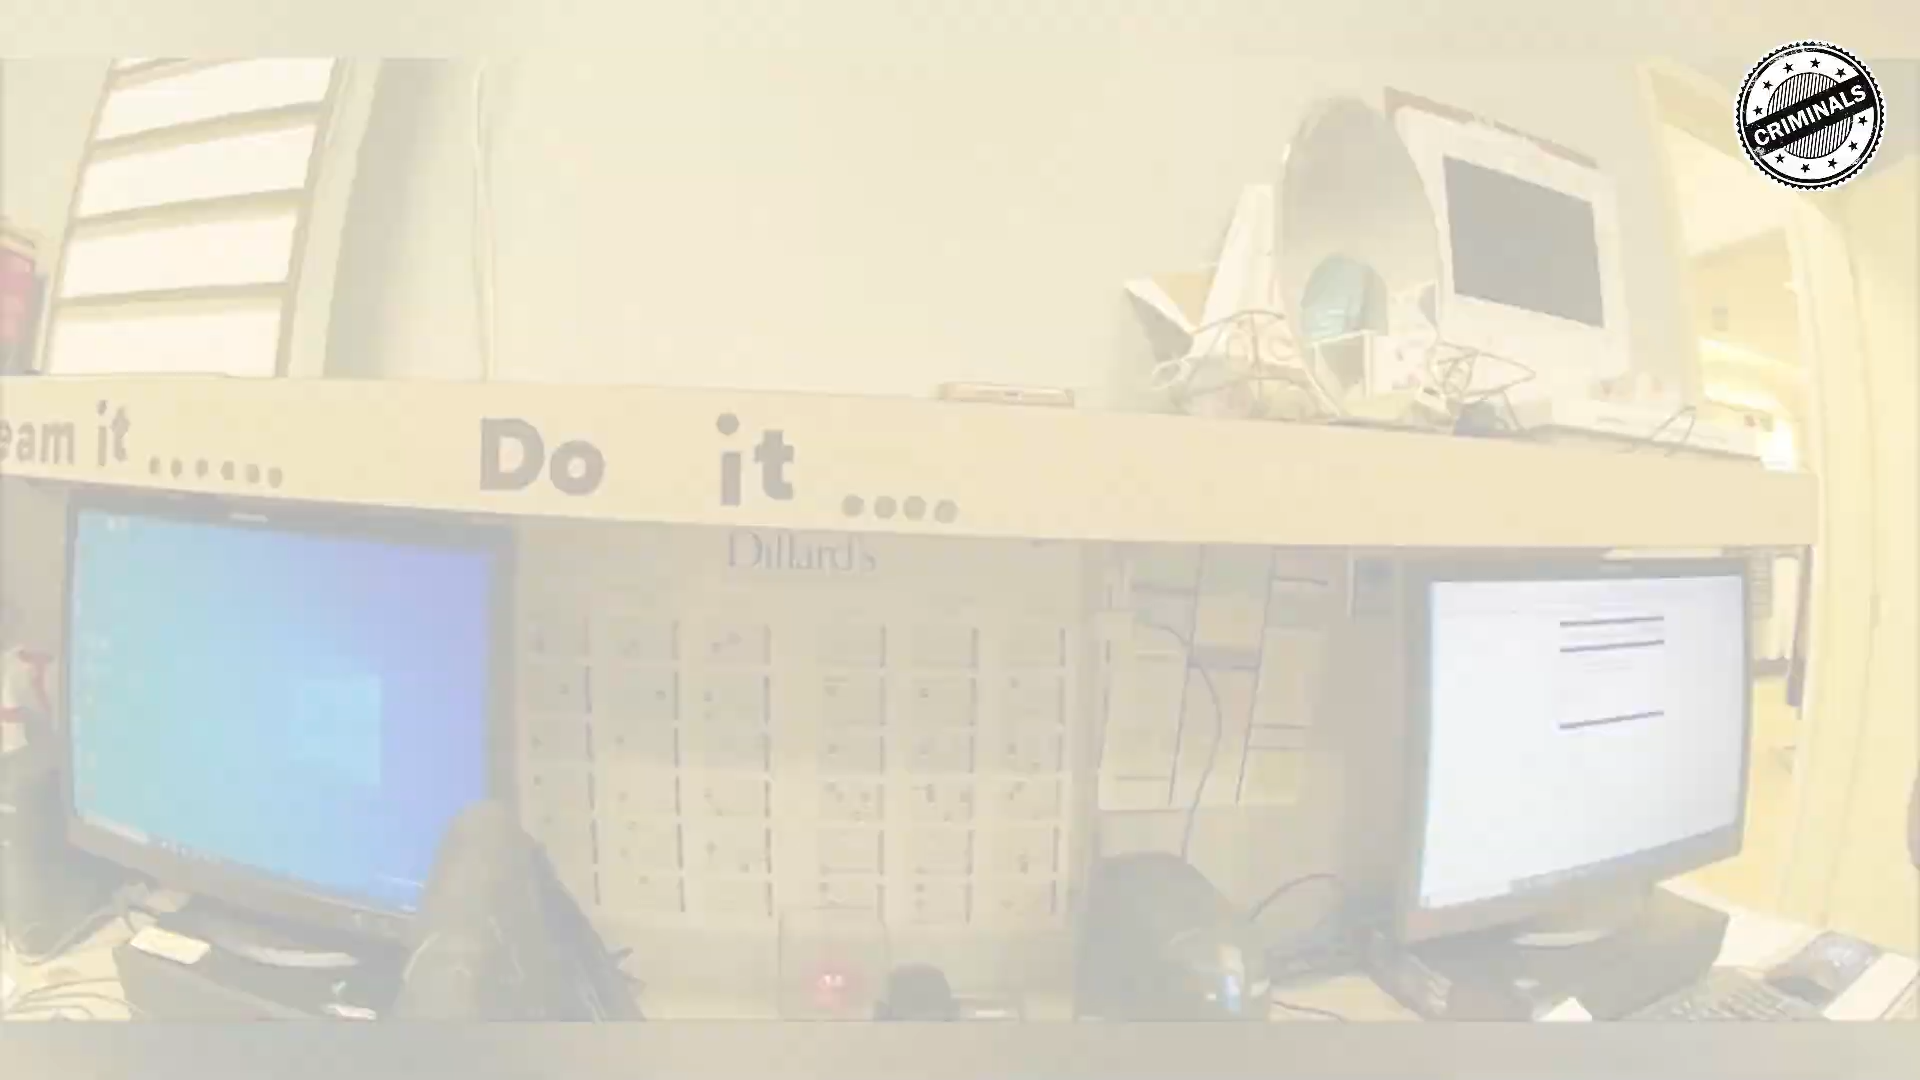 CRIMINALS
eam it ......
Do it ....
Dillard's